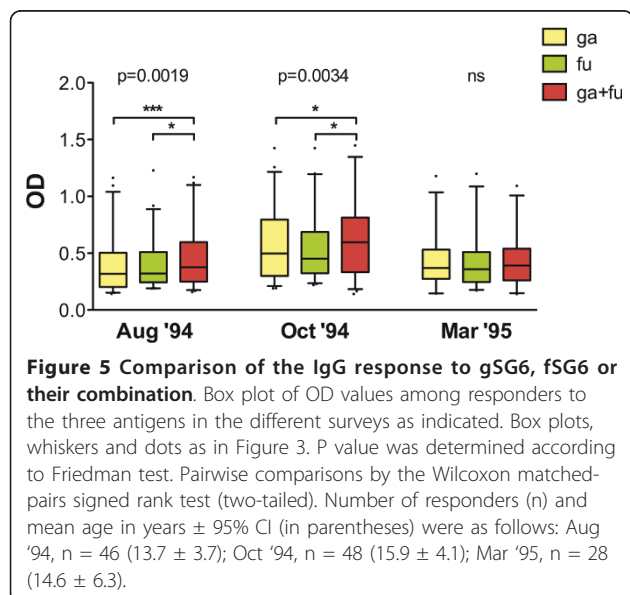 ga
fu
ga+fu
p=0.0019 p=0.0034 ns
*** *
* *
2.0
1.5
1.0
0.5
0.0
OD
Aug '94 Oct '94 Mar '95
Figure 5 Comparison of the IgG response to gSG6, fSG6 or
their combination. Box plot of OD values among responders to
the three antigens in the different surveys as indicated. Box plots,
whiskers and dots as in Figure 3. P value was determined according
to Friedman test. Pairwise comparisons by the Wilcoxon matched-
pairs signed rank test (two-tailed). Number of responders (n) and
mean age in years ± 95% CI (in parentheses) were as follows: Aug
'94, n = 46 (13.7 ± 3.7); Oct '94, n = 48 (15.9 ± 4.1); Mar '95, n = 28
(14.6 ± 6.3).